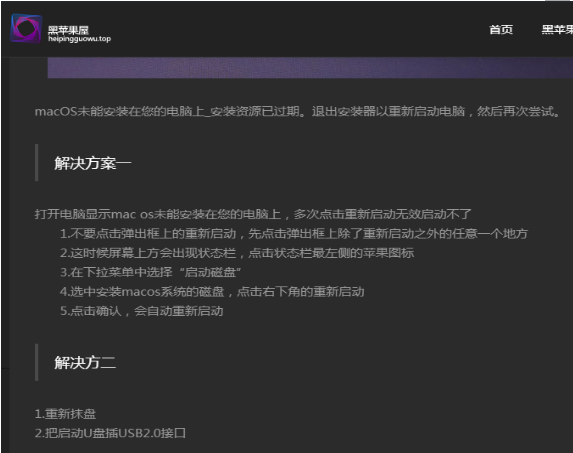 黑苹果屋
heipingguowu.top
首页
黑苹果
macOS未能安装在您的电脑上_安装资源已过期。退出安装器以重新启动电脑，然后再次尝试。
解决方案一
打开电脑显示mac os未能安装在您的电脑上，多次点击重新启动无效启动不了
1.不要点击弹出框上的重新启动，先点击弹出框上除了重新启动之外的任意一个地方
2.这时候屏幕上方会出现状态栏，点击状态栏最左侧的苹果图标
3.在下拉菜单中选择“启动磁盘”
4.选中安装macos系统的磁盘，点击右下角的重新启动
5.点击确认，会自动重新启动
解决方二
1.重新抹盘
2.把启动U盘插USB2.0接口